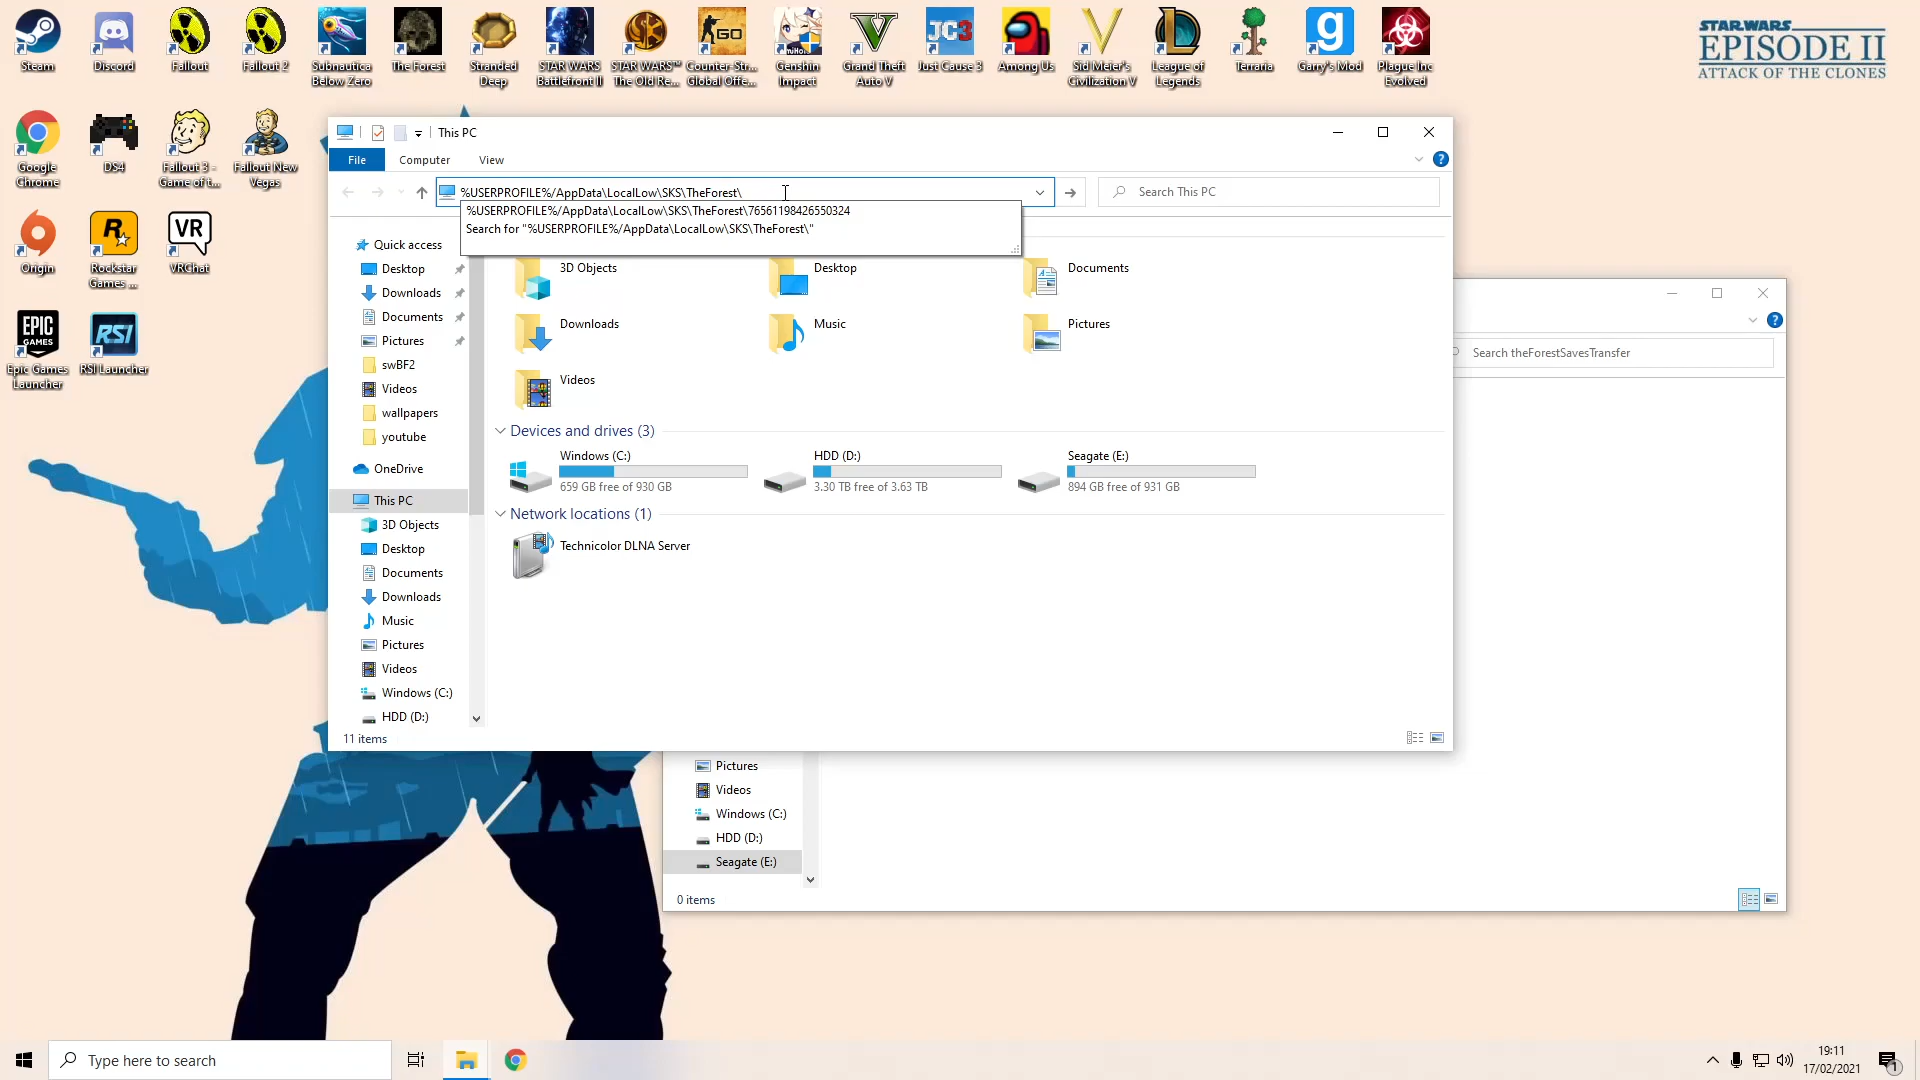 Steam
Discord
Fallout
Fallout 2
Subnautica Below Zero
The Forest
Stranded Deep
STAR WARS Battlefront II
STAR WARS™ The Old Re...
Counter-Str... Global Offe...
Genshin Impact
Grand Theft Auto V
Just Cause 3
Among Us
Sid Meier's Civilization V
League of Legends
Terraria
Garry's Mod
Plague Inc Evolved
STAR WARS
EPISODE II
ATTACK OF THE CLONES
Google Chrome
DS4
Fallout 3 - Game of t...
Fallout New Vegas
Origin
Rockstar Games ...
VRChat
Epic Games Launcher
RSI Launcher
This PC
File
Computer
View
%USERPROFILE%/AppData\LocalLow\SKS\TheForest\
Search This PC
%USERPROFILE%/AppData\LocalLow\SKS\TheForest\76561198426550324
Search for "%USERPROFILE%/AppData\LocalLow\SKS\TheForest\"
Quick access
Desktop
Downloads
Documents
Pictures
swBF2
Videos
wallpapers
youtube
OneDrive
This PC
3D Objects
Desktop
Documents
Downloads
Music
Pictures
Videos
Windows (C:)
HDD (D:)
3D Objects
Desktop
Documents
Downloads
Music
Pictures
Videos
Devices and drives (3)
Windows (C:)
659 GB free of 930 GB
HDD (D:)
3.30 TB free of 3.63 TB
Seagate (E:)
894 GB free of 931 GB
Network locations (1)
Technicolor DLNA Server
11 items
Search theForestSavesTransfer
Pictures
Videos
Windows (C:)
HDD (D:)
Seagate (E:)
0 items
Type here to search
19:11
17/02/2021
1